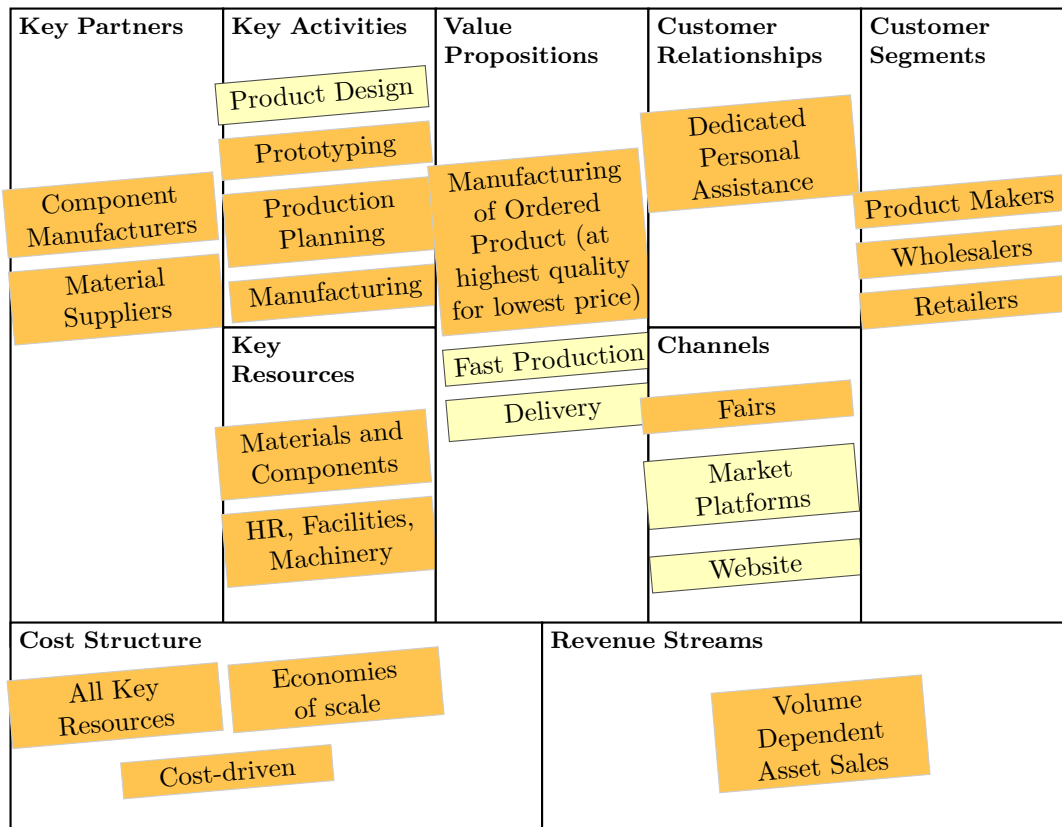 Key Partners
Component
Manufacturers
Material
Suppliers
Key Activities
Product Design
Prototyping
Production
Planning
Manufacturing
Key
Resources
Materials and
Components
HR, Facilities,
Machinery
Value
Propositions
Manufacturing
of Ordered
Product (at
highest quality
for lowest price)
Fast Production
Delivery
Customer
Relationships
Dedicated
Personal
Assistance
Channels
Fairs
Market
Platforms
Website
Customer
Segments
Product Makers
Wholesalers
Retailers
Cost Structure
All Key
Resources
Economies
of scale
Cost-driven
Revenue Streams
Volume
Dependent
Asset Sales